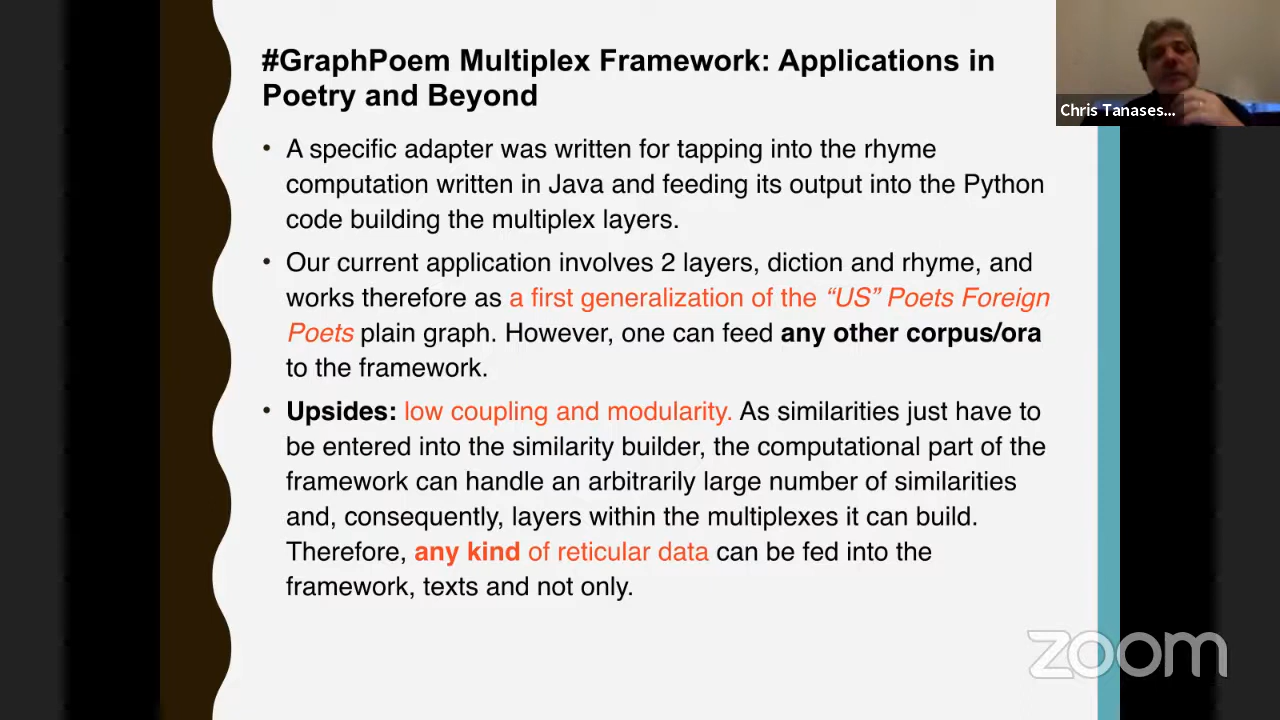 #GraphPoem Multiplex Framework: Applications in
Poetry and Beyond
• A specific adapter was written for tapping into the rhyme
computation written in Java and feeding its output into the Python
code building the multiplex layers.
• Our current application involves 2 layers, diction and rhyme, and
works therefore as a first generalization of the “US” Poets Foreign
Poets plain graph. However, one can feed any other corpus/ora
to the framework.
• Upsides: low coupling and modularity. As similarities just have to
be entered into the similarity builder, the computational part of the
framework can handle an arbitrarily large number of similarities
and, consequently, layers within the multiplexes it can build.
Therefore, any kind of reticular data can be fed into the
framework, texts and not only.
Chris Tanases...
zoom